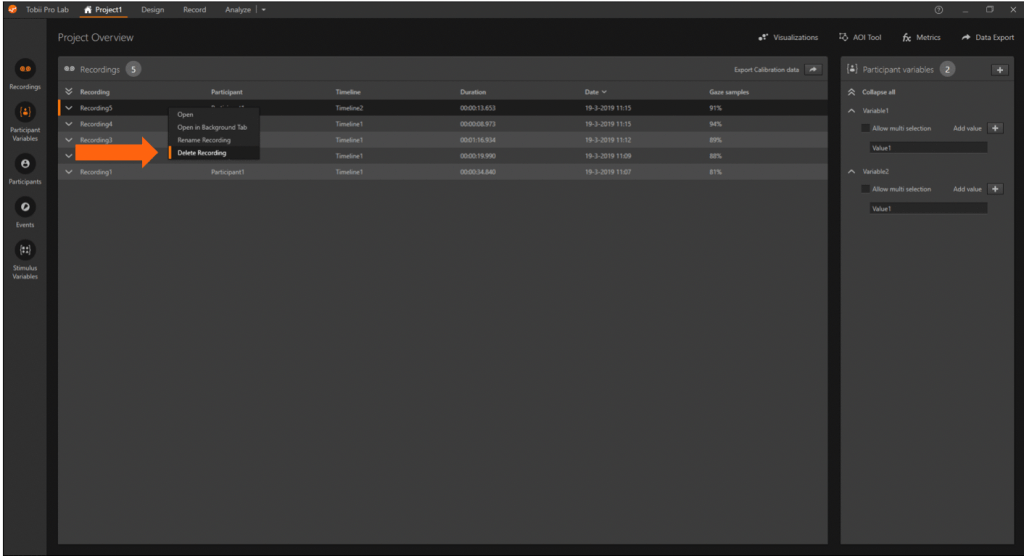 Tobii Pro Lab Project1 Design Record Analyze
Project Overview
Visualizations AOI Tool Metrics Data Export
Recordings
Participant
Variables
Participants
Events
Stimulus
Variables
Recordings 5 Export Calibration data
Recording Participant Timeline Duration Date Gaze samples
Recording5 Timeline2 00:00:13.653 19-3-2019 11:15 91%
Recording4 Timeline1 00:00:08.973 19-3-2019 11:15 94%
Recording3 Timeline1 00:01:16.934 19-3-2019 11:12 89%
Timeline1 00:00:19.990 19-3-2019 11:09 88%
Recording1 Participant1 Timeline1 00:00:34.840 19-3-2019 11:07 81%
Open
Open in Background Tab
Rename Recording
Delete Recording
Participant variables 2
Collapse all
Variable1
Allow multi selection Add value
Value1
Variable2
Allow multi selection Add value
Value1